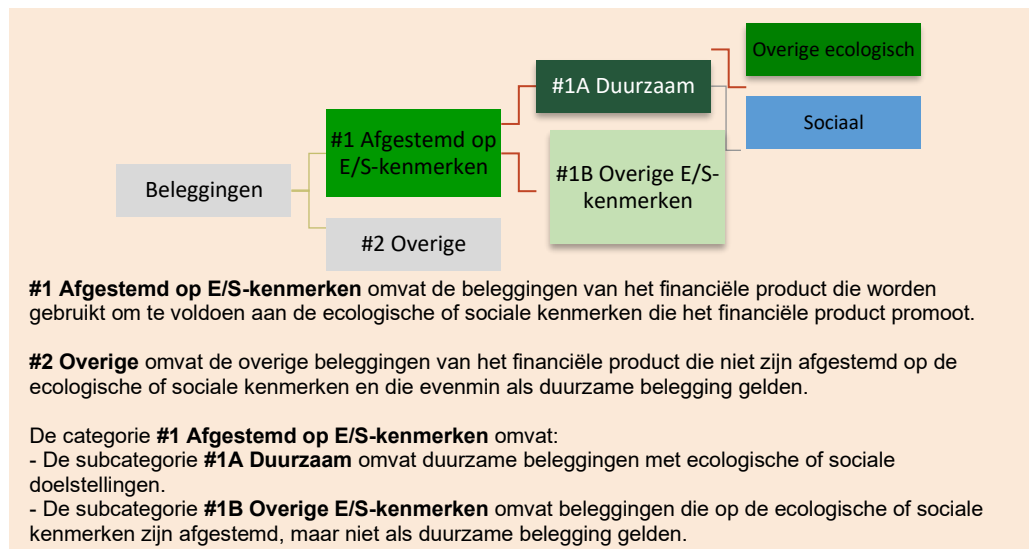 Overige ecologisch
#1A Duurzaam
Sociaal
#1 Afgestemd op
E/S-kenmerken
#1B Overige E/S-
kenmerken
Beleggingen
#2 Overige
#1 Afgestemd op E/S-kenmerken omvat de beleggingen van het financiële product die worden
gebruikt om te voldoen aan de ecologische of sociale kenmerken die het financiële product promoot.
#2 Overige omvat de overige beleggingen van het financiële product die niet zijn afgestemd op de
ecologische of sociale kenmerken en die evenmin als duurzame belegging gelden.
De categorie #1 Afgestemd op E/S-kenmerken omvat:
- De subcategorie #1A Duurzaam omvat duurzame beleggingen met ecologische of sociale
doelstellingen.
- De subcategorie #1B Overige E/S-kenmerken omvat beleggingen die op de ecologische of sociale
kenmerken zijn afgestemd, maar niet als duurzame belegging gelden.